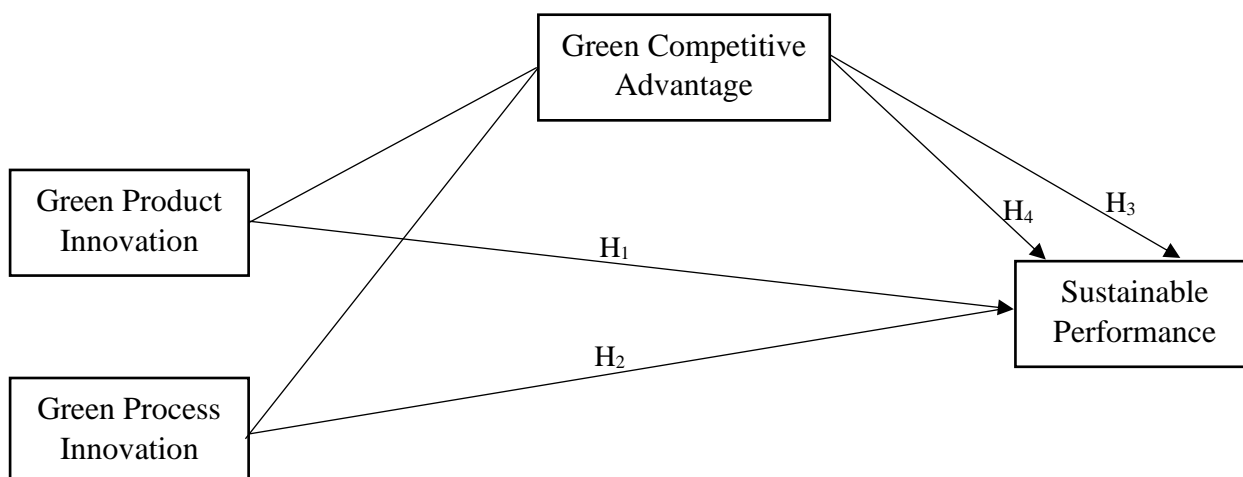 Green Competitive
Advantage
Green Product
Innovation
H₄
H₃
H₁
Sustainable
Performance
H₂
Green Process
Innovation